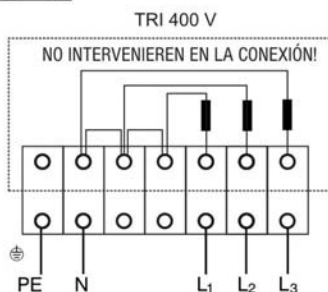 TRI 400 V
NO INTERVENIEREN EN LA CONEXIÓN!
PE N L1 L2 L3